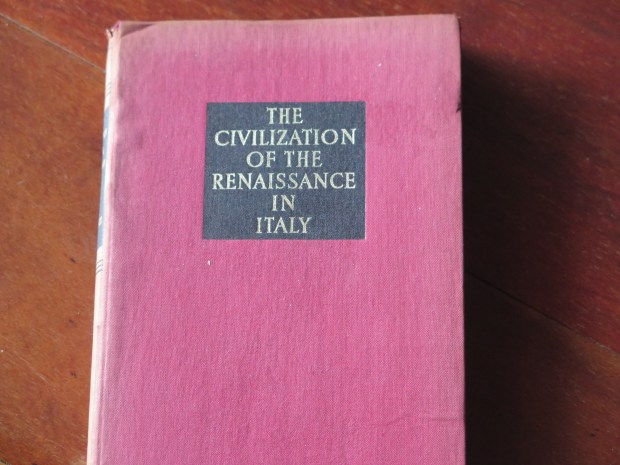 THE
CIVILIZATION
OF THE
RENAISSANCE
IN
ITALY